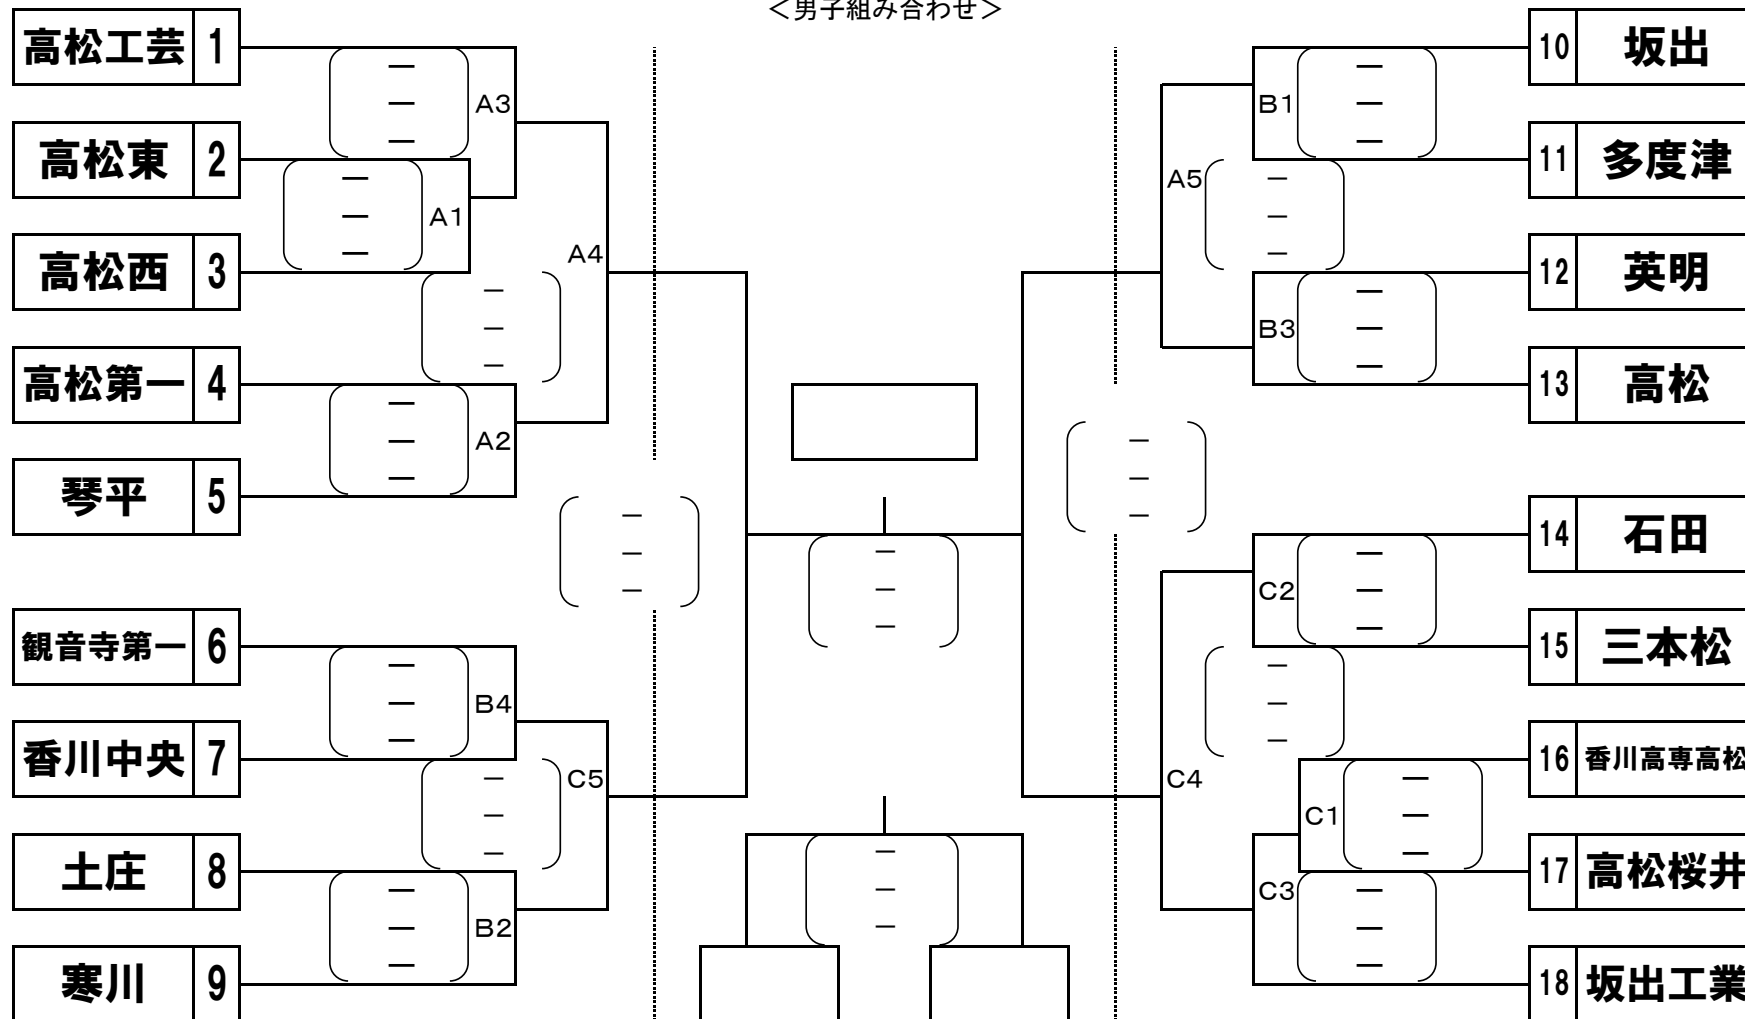 ＜男子組み合わせ＞
高松工芸 1
高松東 2
高松西 3
高松第一 4
琴平 5
観音寺第一 6
香川中央 7
土庄 8
寒川 9
A3
A1
A4
A2
B4
C5
B2
10 坂出
11 多度津
12 英明
13 高松
14 石田
15 三本松
16 香川高専高松
17 高松桜井
18 坂出工業
B1
A5
B3
C2
C4
C1
C3